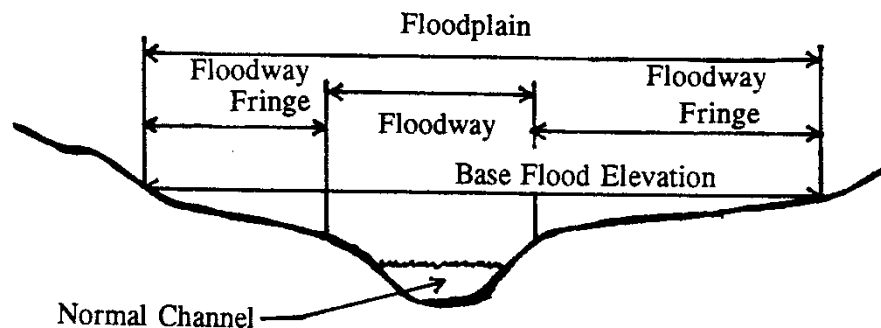 Floodplain
Floodway
Fringe
Floodway
Floodway
Fringe
Base Flood Elevation
Normal Channel